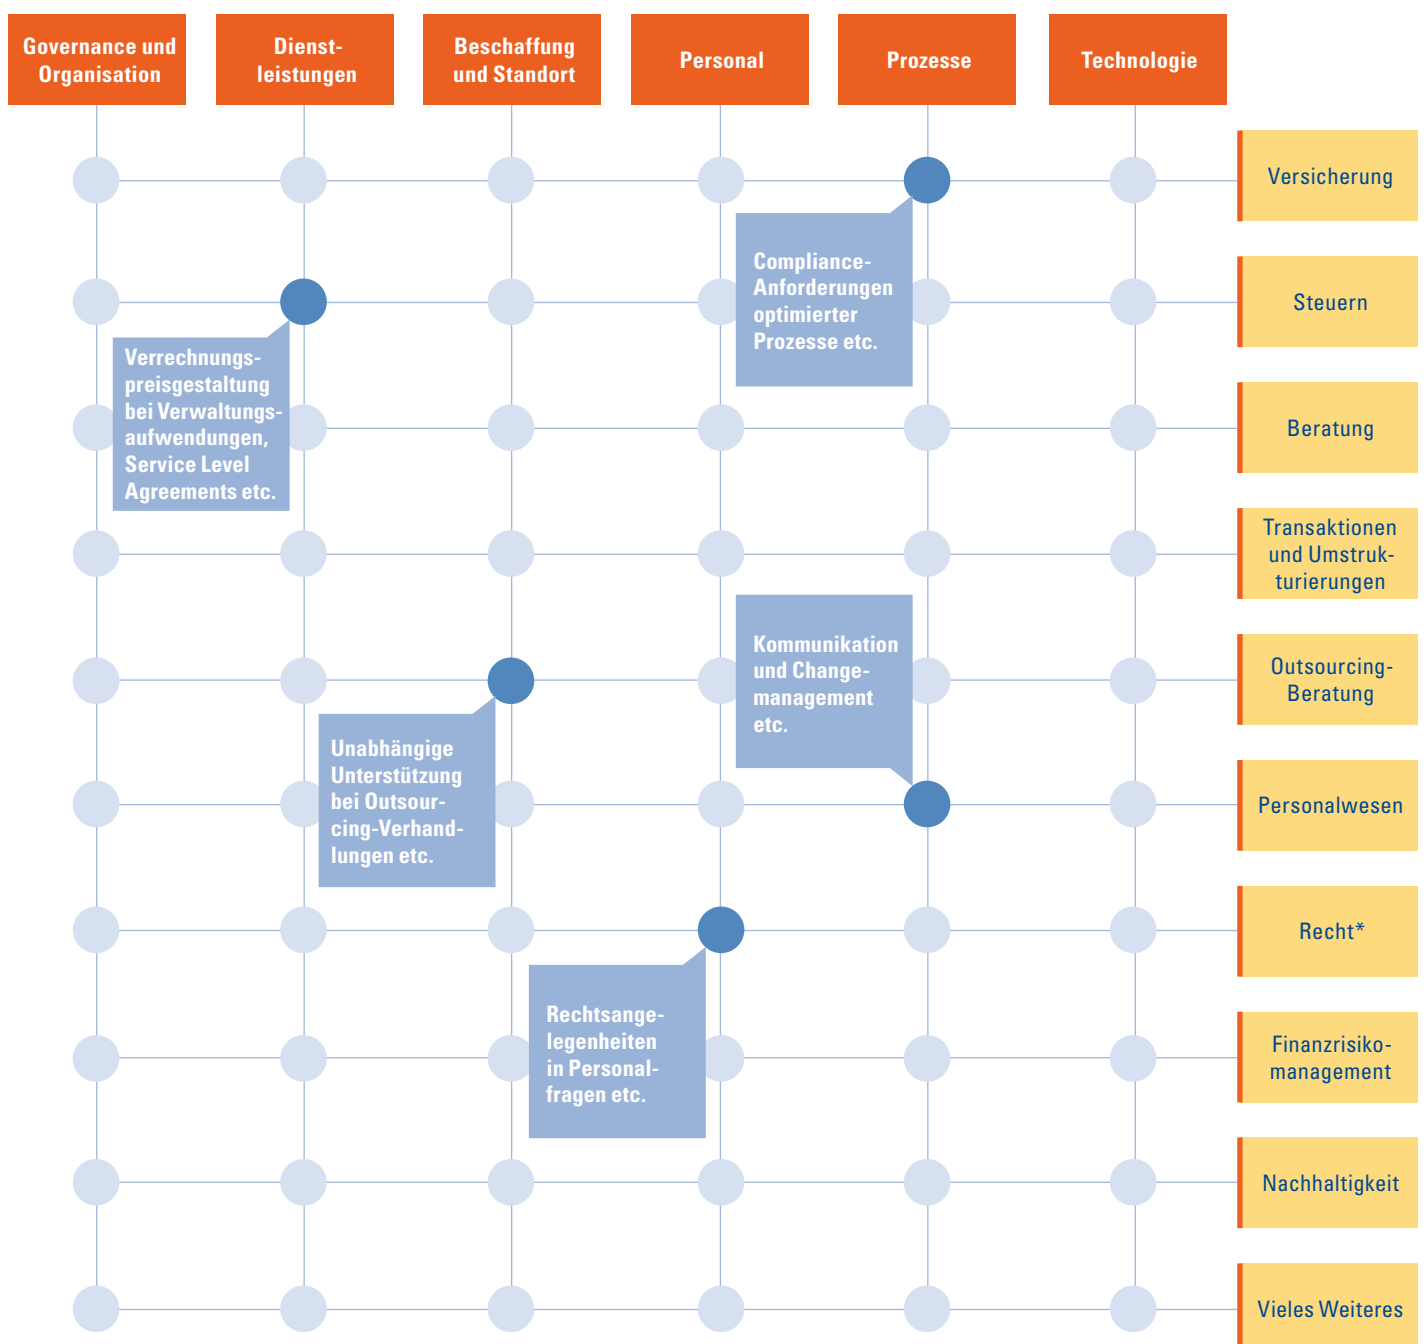 Governance und
Organisation
Dienst-
leistungen
Beschaffung
und Standort
Personal
Prozesse
Technologie
Versicherung
Compliance-
Anforderungen
optimierter
Prozesse etc.
Steuern
Verrechnungs-
preisgestaltung
bei Verwaltungs-
aufwendungen,
Service Level
Agreements etc.
Beratung
Transaktionen
und Umstruk-
turierungen
Kommunikation
und Change-
management
etc.
Outsourcing-
Beratung
Unabhängige
Unterstützung
bei Outsour-
cing-Verhand-
lungen etc.
Personalwesen
Recht*
Rechtsange-
legenheiten
in Personal-
fragen etc.
Finanzrisiko-
management
Nachhaltigkeit
Vieles Weiteres